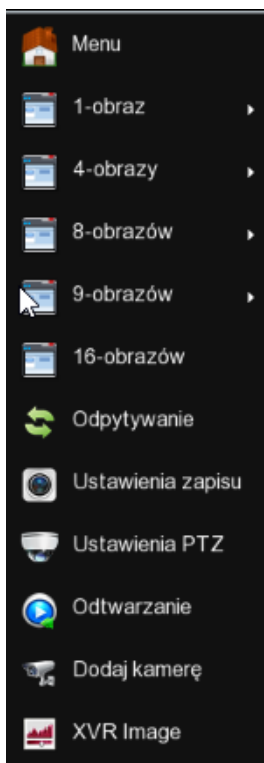 Menu
1-obraz
4-obrazy
8-obrazów
9-obrazów
16-obrazów
Odpytywanie
Ustawienia zapisu
Ustawienia PTZ
Odtwarzanie
Dodaj kamerę
XVR Image